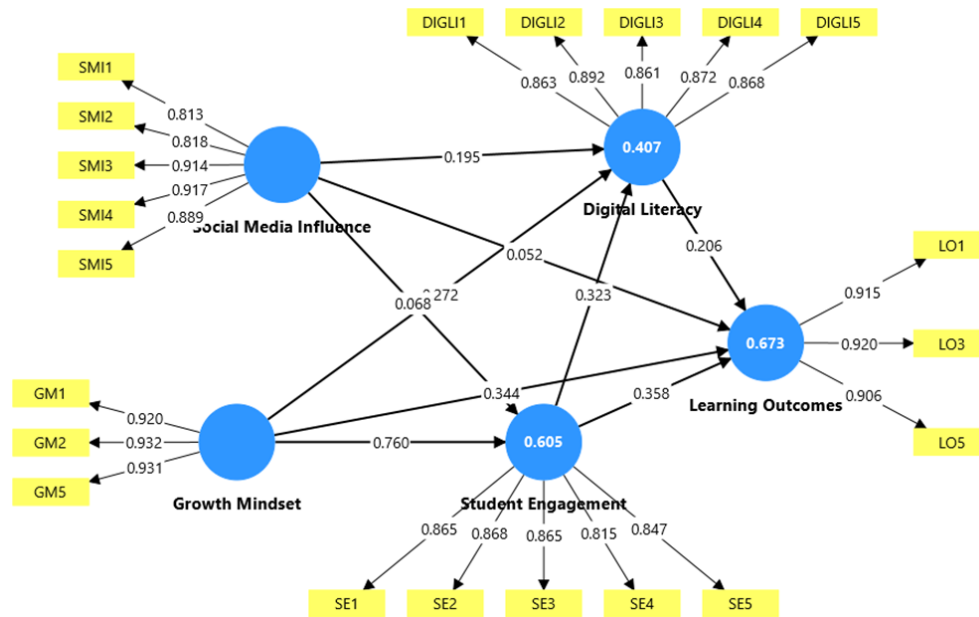 DIGLI1 DIGLI2 DIGLI3 DIGLI4 DIGLI5
0.863 0.892 0.861 0.872 0.868
SMI1
SMI2
SMI3
SMI4
SMI5
0.813
0.818
0.914
0.917
0.889
Social Media Influence
0.195
0.407
Digital Literacy
0.052
0.206
0.068
0.272
0.323
LO1
LO3
LO5
0.915
0.920
0.906
0.673
Learning Outcomes
0.344
0.358
GM1
GM2
GM5
0.920
0.932
0.931
Growth Mindset
0.760
0.605
Student Engagement
0.865 0.868 0.865 0.815 0.847
SE1 SE2 SE3 SE4 SE5